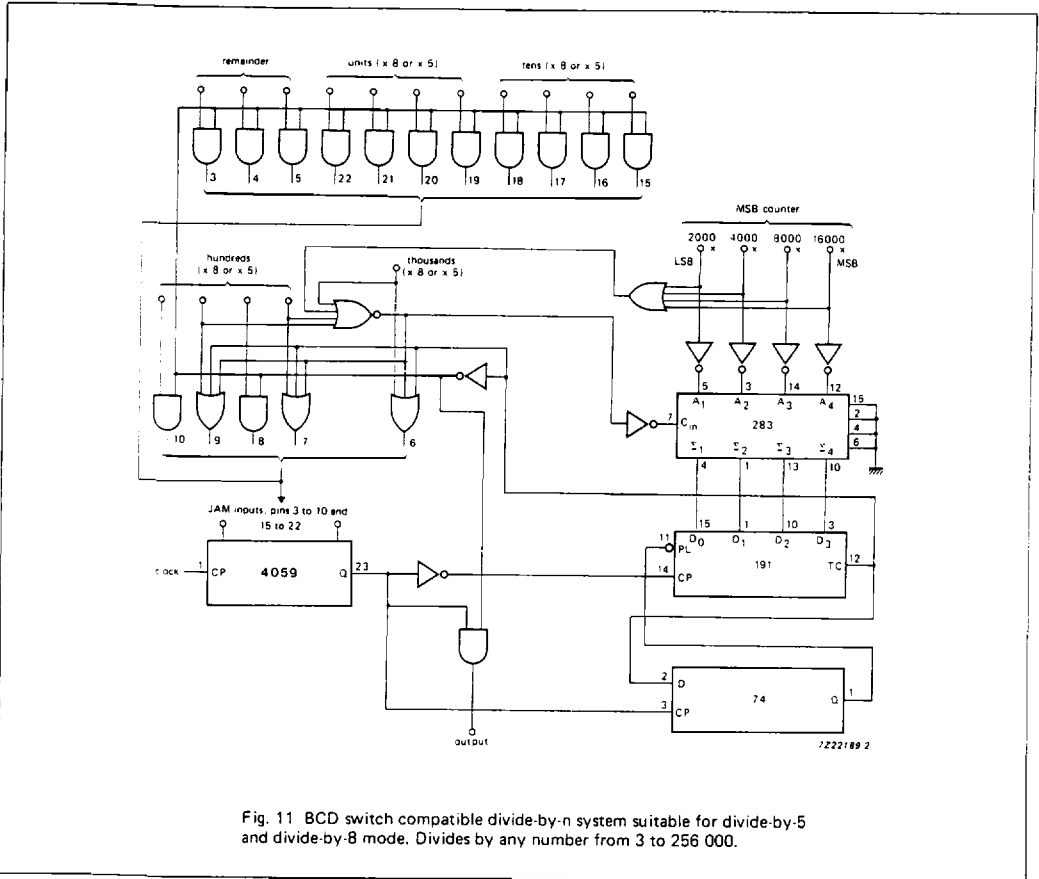 remainder
units (x 8 or x 5)
tens (x 8 or x 5)
3 4 5 22 21 20 19 18 17 16 15
MSB counter
2000 4000 8000 16000
x x x
LSB MSB
hundreds
(x 8 or x 5)
thousands
(x 8 or x 5)
5 3 14 12
A1 A2 A3 A4
15
2
4
6
7 Cin 283
Σ1 Σ2 Σ3 Σ4
4 1 13 10
10 9 8 7 6
JAM inputs, pins 3 to 10 and
15 to 22
15 1 10 3
D0 D1 D2 D3
11 PL
191
TC 12
14 CP
clock 1 CP 4059 Q 23
2 D
74
Q 1
3 CP
output
7Z22189 2
Fig. 11 BCD switch compatible divide-by-n system suitable for divide-by-5
and divide-by-8 mode. Divides by any number from 3 to 256 000.